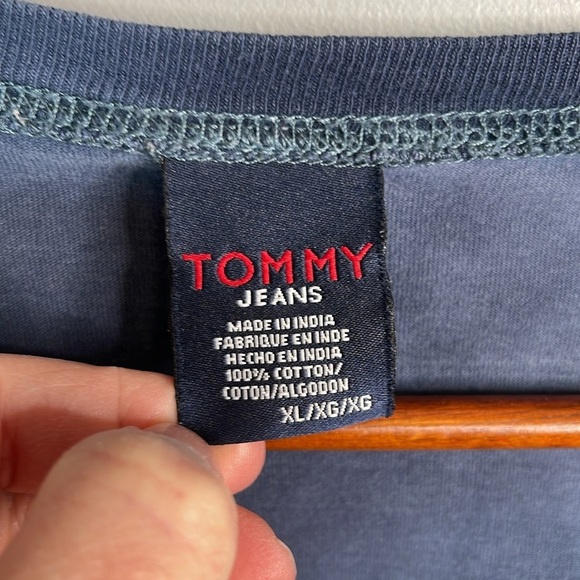 TOMMY
JEANS
MADE IN INDIA
FABRIQUE EN INDE
HECHO EN INDIA
100% COTTON/
COTON/ALGODON
XL/XG/XG